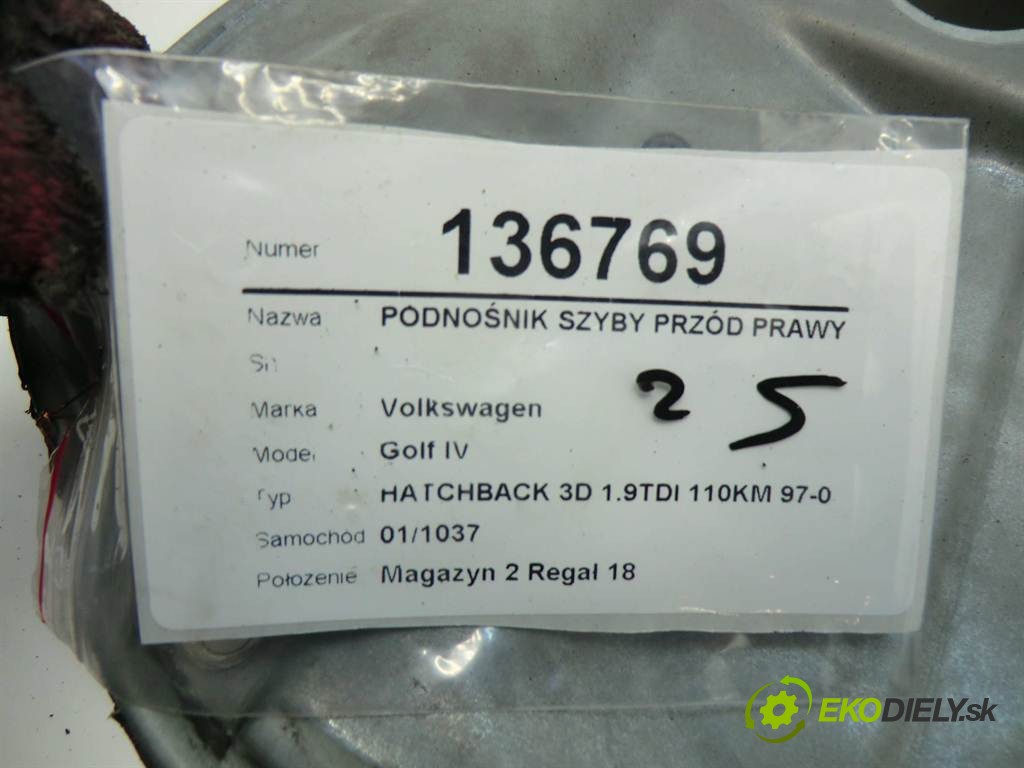 Numer 136769
Nazwa PODNOŚNIK SZYBY PRZÓD PRAWY
Marka Volkswagen
2 5
Model Golf IV
Typ HATCHBACK 3D 1.9TDI 110KM 97-0
Samochód 01/1037
Położenie Magazyn 2 Regał 18
EKODIELY.sk